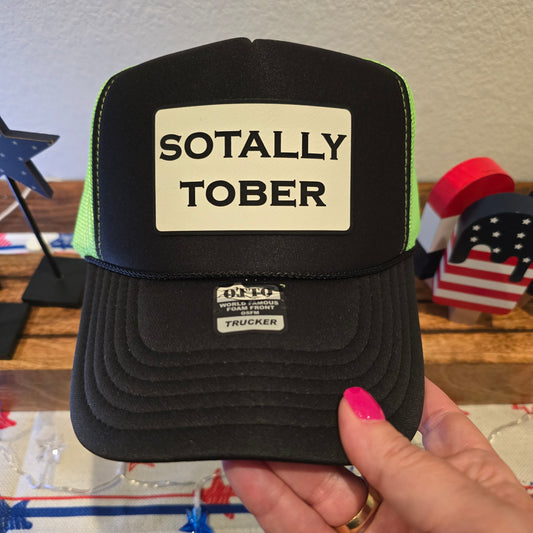 SOTALLY
TOBER
OTTO
WORLD FAMOUS
FOAM FRONT
OSFM
TRUCKER